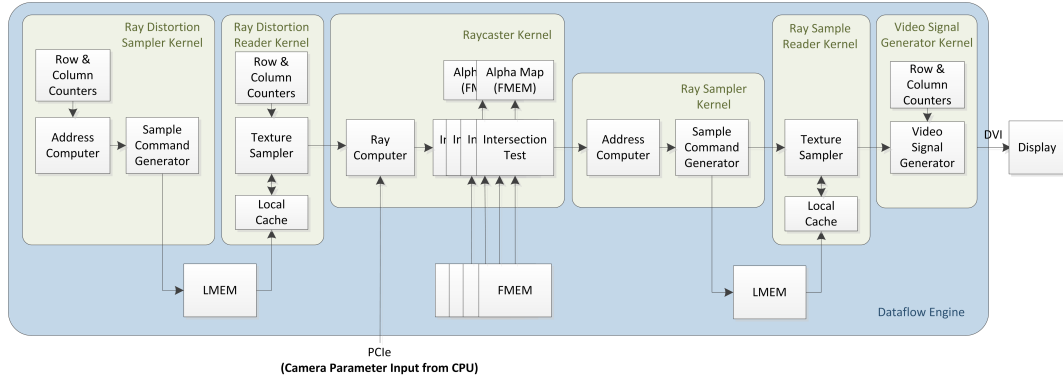 Ray Distortion
Sampler Kernel
Row &
Column
Counters
Address
Computer
Sample
Command
Generator
LMEM
Ray Distortion
Reader Kernel
Row &
Column
Counters
Texture
Sampler
Local
Cache
Raycaster Kernel
Alph
(FN
Alpha Map
(FMEM)
Ray
Computer
Ir
I
I
Intersection
Test
FMEM
Ray Sampler
Kernel
Address
Computer
Sample
Command
Generator
LMEM
Ray Sample
Reader Kernel
Texture
Sampler
Local
Cache
Video Signal
Generator Kernel
Row &
Column
Counters
Video
Signal
Generator
DVI
Display
Dataflow Engine
PCIe
(Camera Parameter Input from CPU)